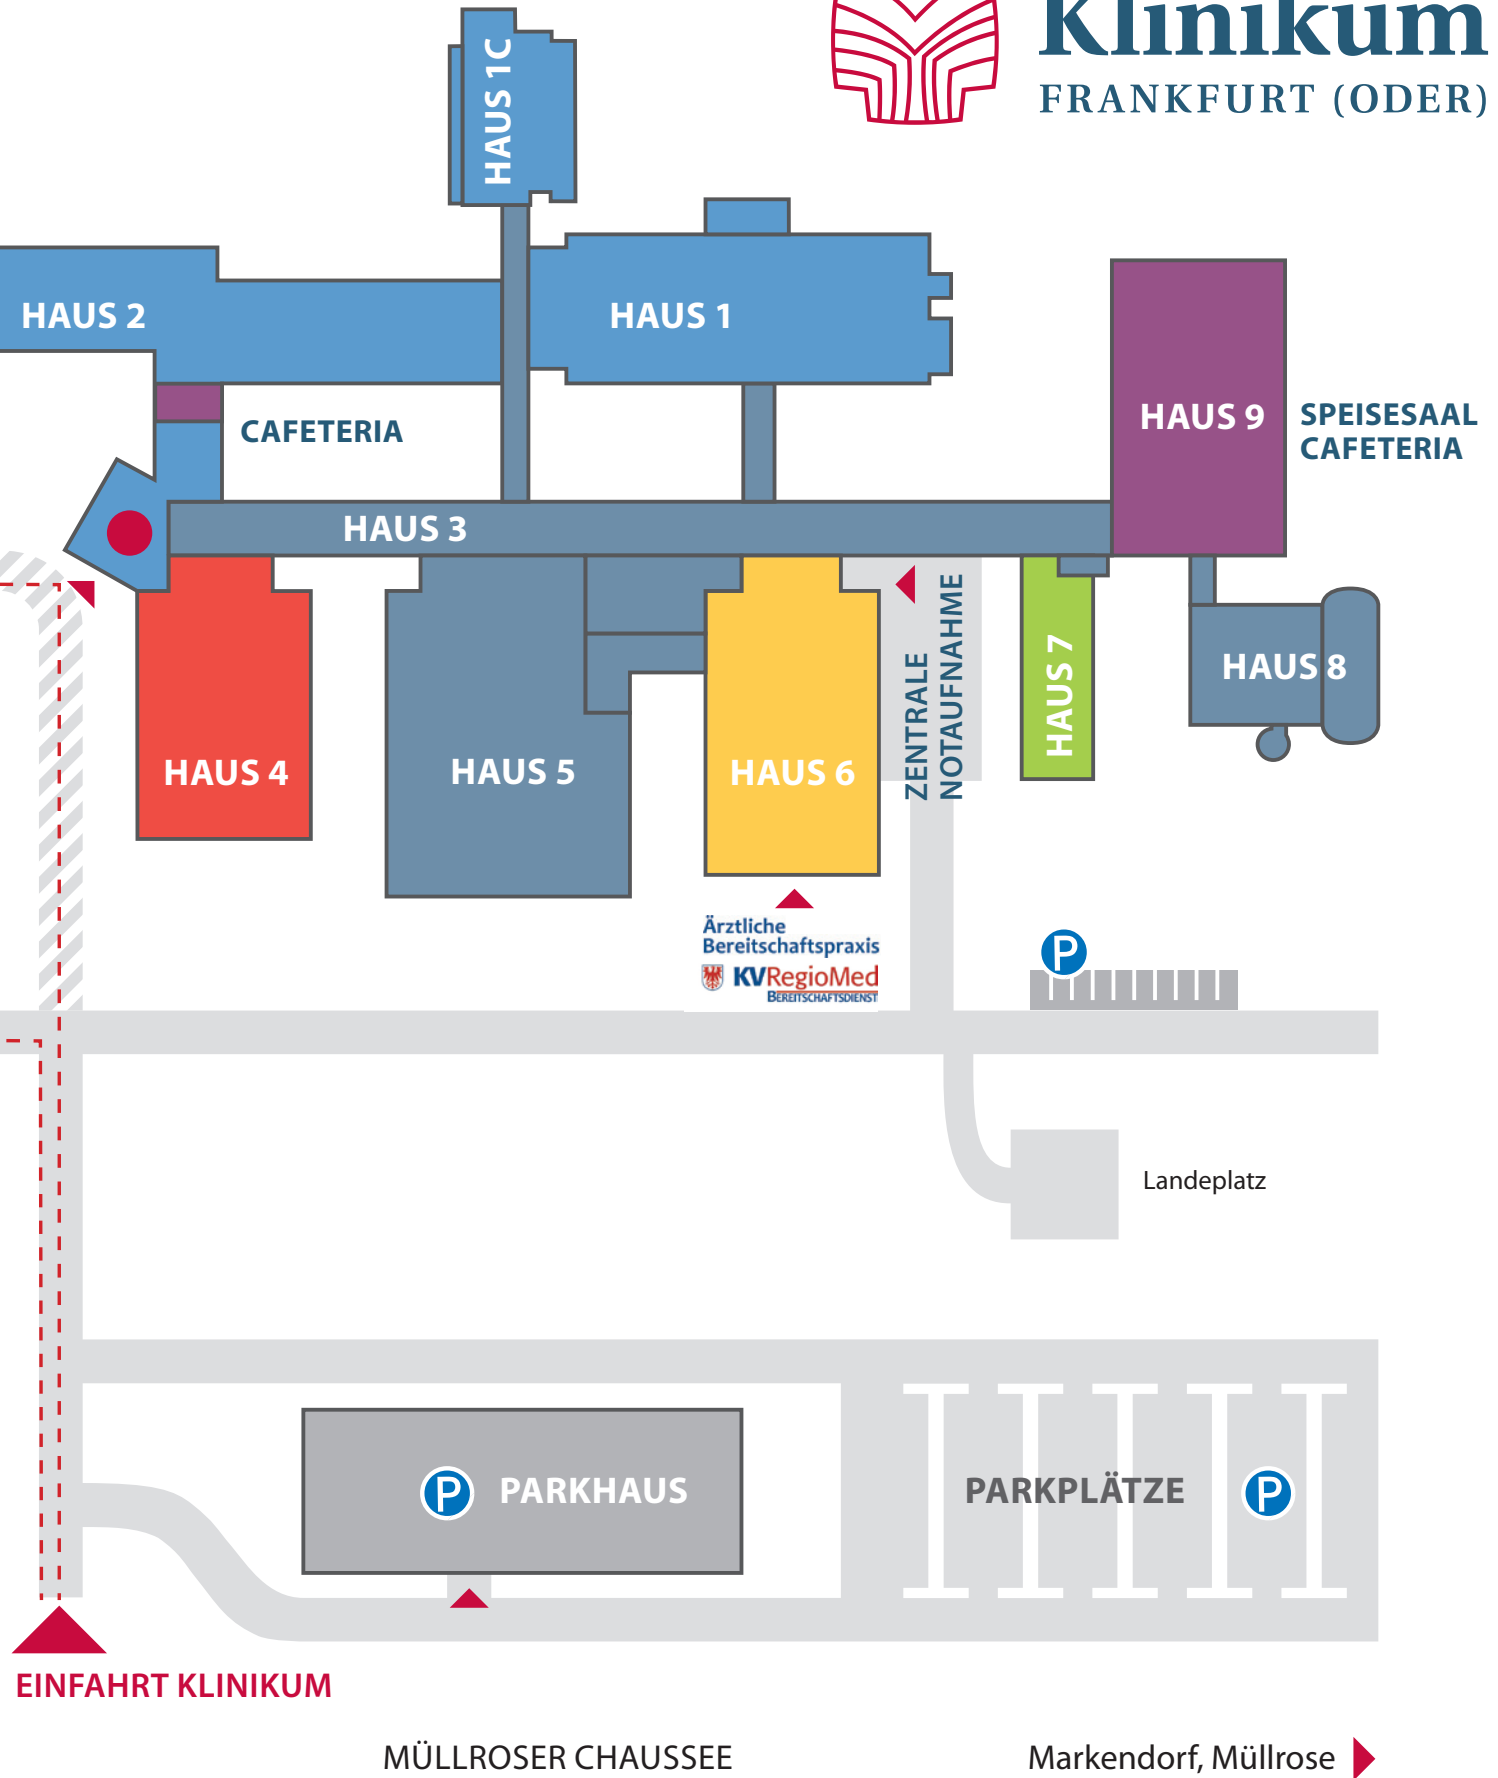 Klinikum
FRANKFURT (ODER)
HAUS 1C
HAUS 2
HAUS 1
HAUS 9
SPEISESAAL
CAFETERIA
CAFETERIA
HAUS 3
ZENTRALE
NOTAUFNAHME
HAUS 7
HAUS 8
HAUS 4
HAUS 5
HAUS 6
Ärztliche
Bereitschaftspraxis
KVRegioMed
BEREITSCHAFTSDIENST
P
Landeplatz
P PARKHAUS
PARKPLÄTZE P
EINFAHRT KLINIKUM
MÜLLROSER CHAUSSEE
Markendorf, Müllrose